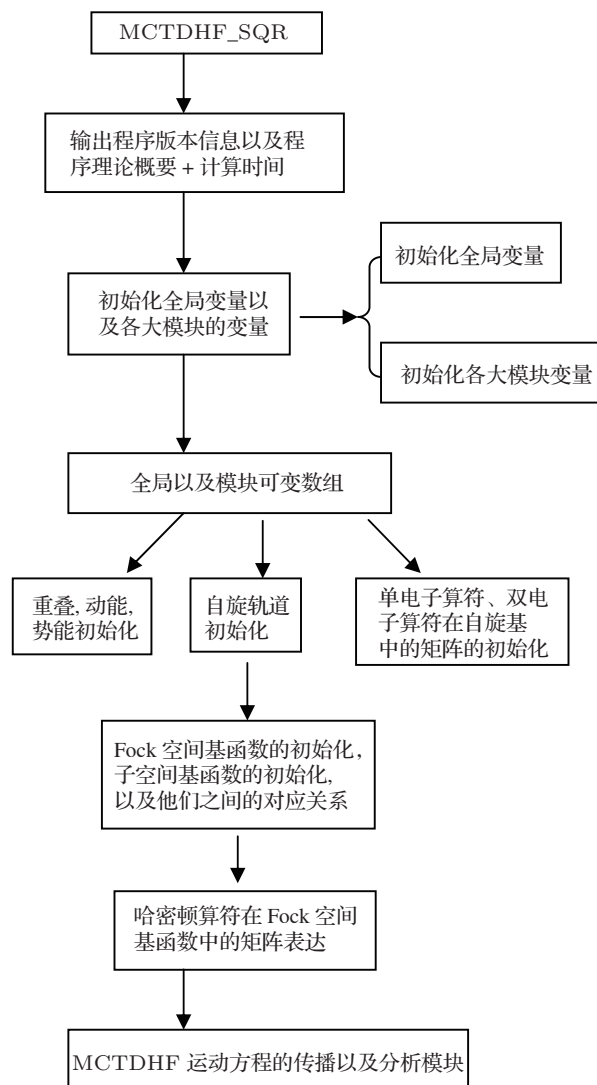 MCTDHF_SQR
输出程序版本信息以及程
序理论概要 + 计算时间
初始化全局变量以
及各大模块的变量
初始化全局变量
初始化各大模块变量
全局以及模块可变数组
重叠, 动能,
势能初始化
自旋轨道
初始化
单电子算符、双电
子算符在自旋基
中的矩阵的初始化
Fock 空间基函数的初始化,
子空间基函数的初始化,
以及他们之间的对应关系
哈密顿算符在 Fock 空间
基函数中的矩阵表达
MCTDHF 运动方程的传播以及分析模块